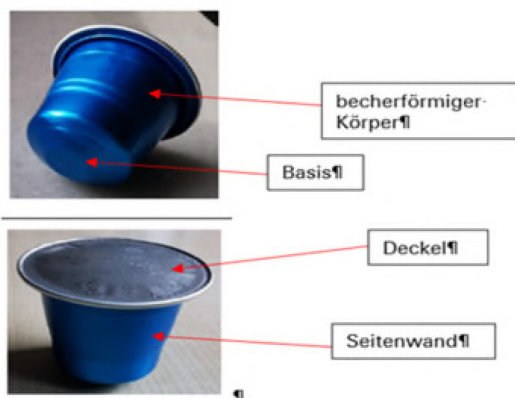 becherförmiger·
Körper¶
Basis¶
Deckel¶
Seitenwand¶
¶